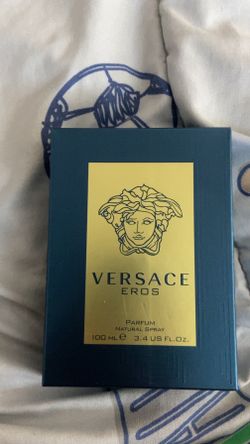 VERSACE
EROS
PARFUM
NATURAL SPRAY
100 ML ℮ 3.4 US FL.OZ.